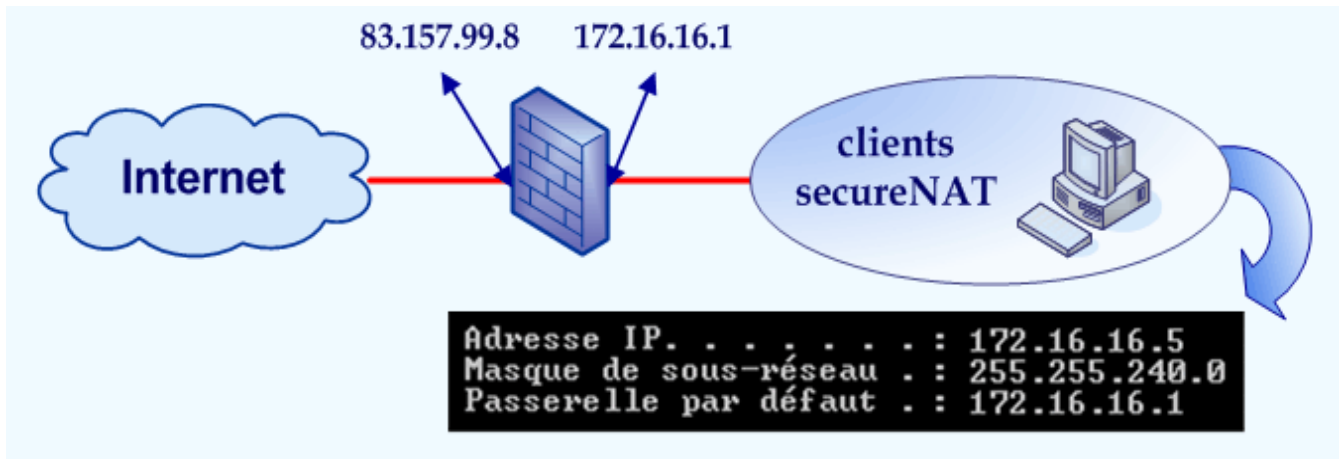 83.157.99.8 172.16.16.1
Internet
clients
secureNAT
Adresse IP. . . . . . . : 172.16.16.5
Masque de sous-réseau . : 255.255.240.0
Passerelle par défaut . : 172.16.16.1